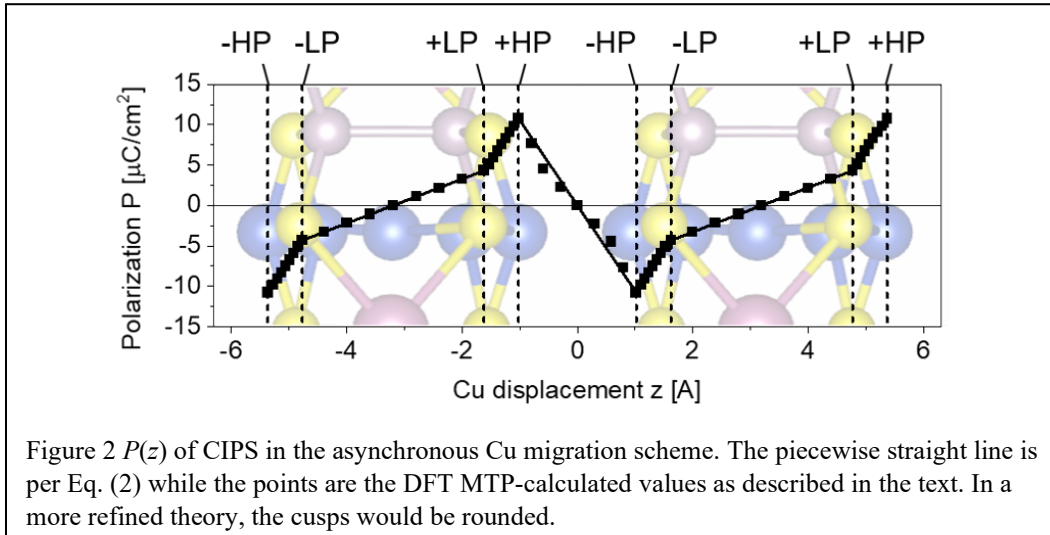 -HP -LP +LP +HP -HP -LP +LP +HP
15
10
5
0
-5
-10
-15
Polarization P [μC/cm²]
-6 -4 -2 0 2 4 6
Cu displacement z [A]
Figure 2 P(z) of CIPS in the asynchronous Cu migration scheme. The piecewise straight line is
per Eq. (2) while the points are the DFT MTP-calculated values as described in the text. In a
more refined theory, the cusps would be rounded.